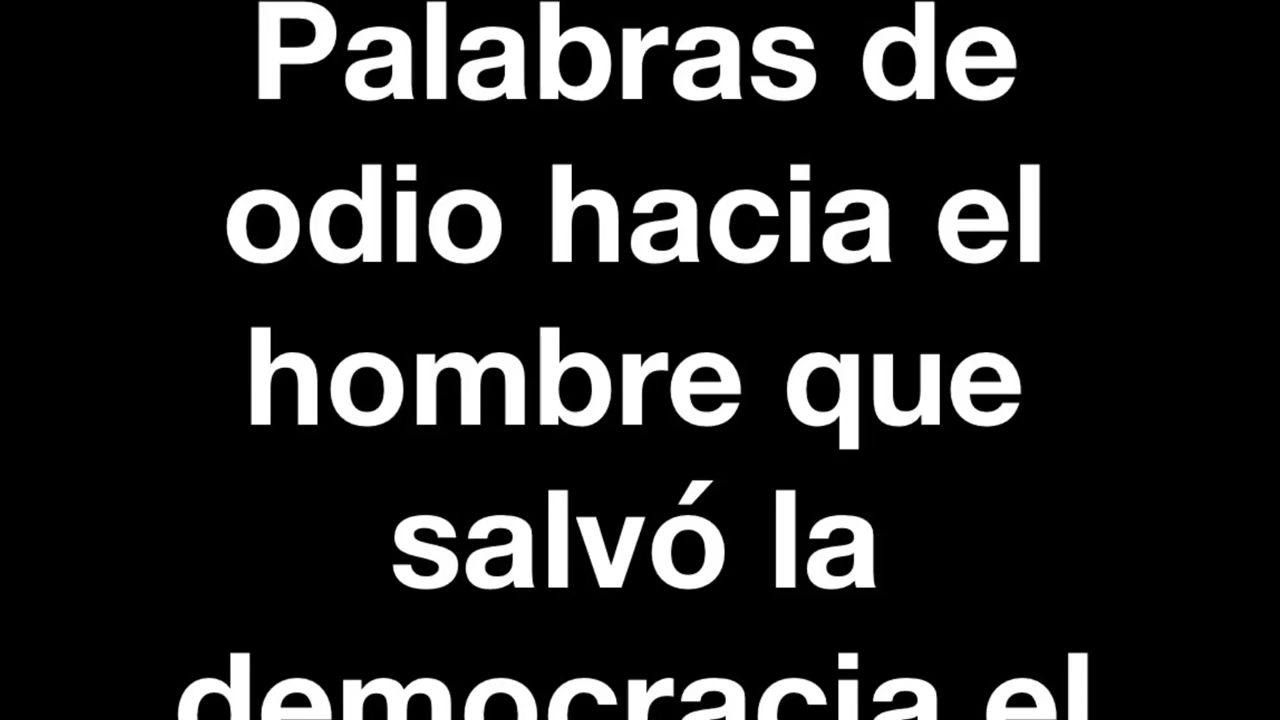 Palabras de
odio hacia el
hombre que
salvó la
democracia el